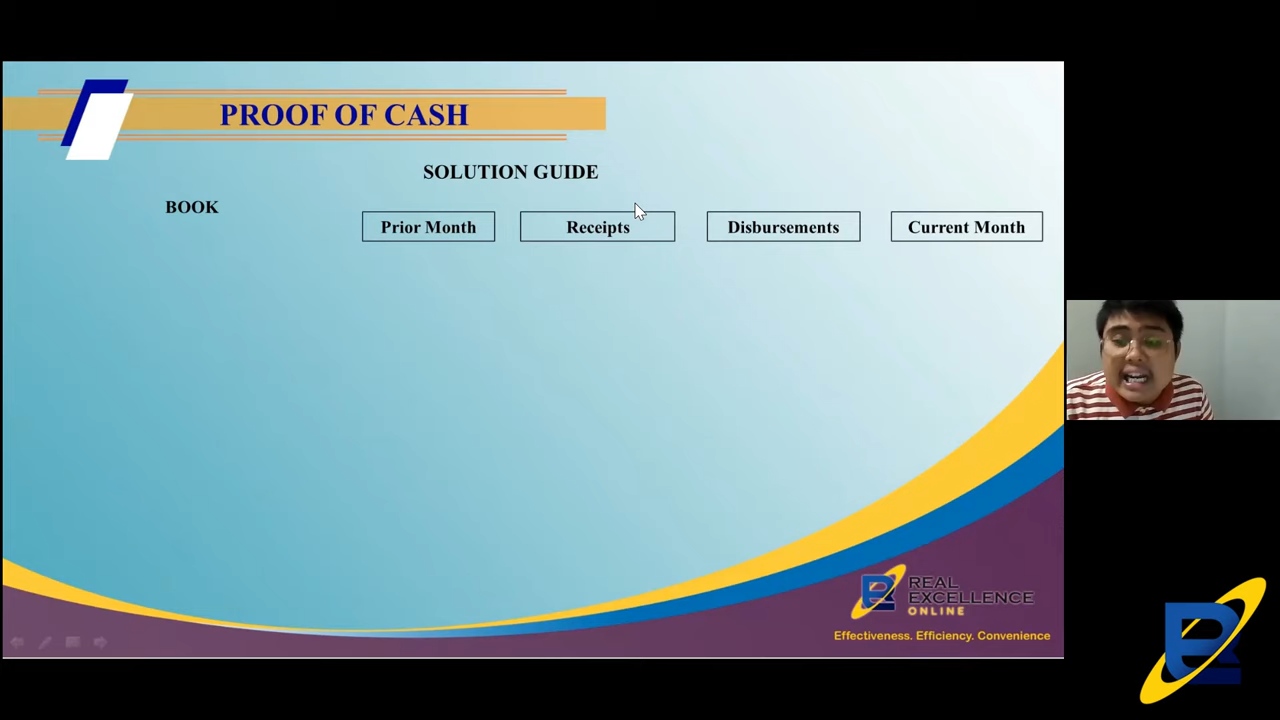 PROOF OF CASH
SOLUTION GUIDE
BOOK
Prior Month
Receipts
Disbursements
Current Month
REAL
EXCELLENCE
ONLINE
Effectiveness. Efficiency. Convenience